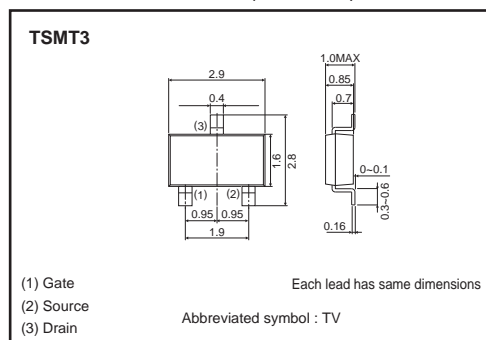 TSMT3
1.0MAX
2.9
0.85
0.4
0.7
(3)
1.6
2.8
0~0.1
(1)
(2)
0.3~0.6
0.95
0.95
0.16
1.9
(1) Gate
Each lead has same dimensions
(2) Source
Abbreviated symbol : TV
(3) Drain